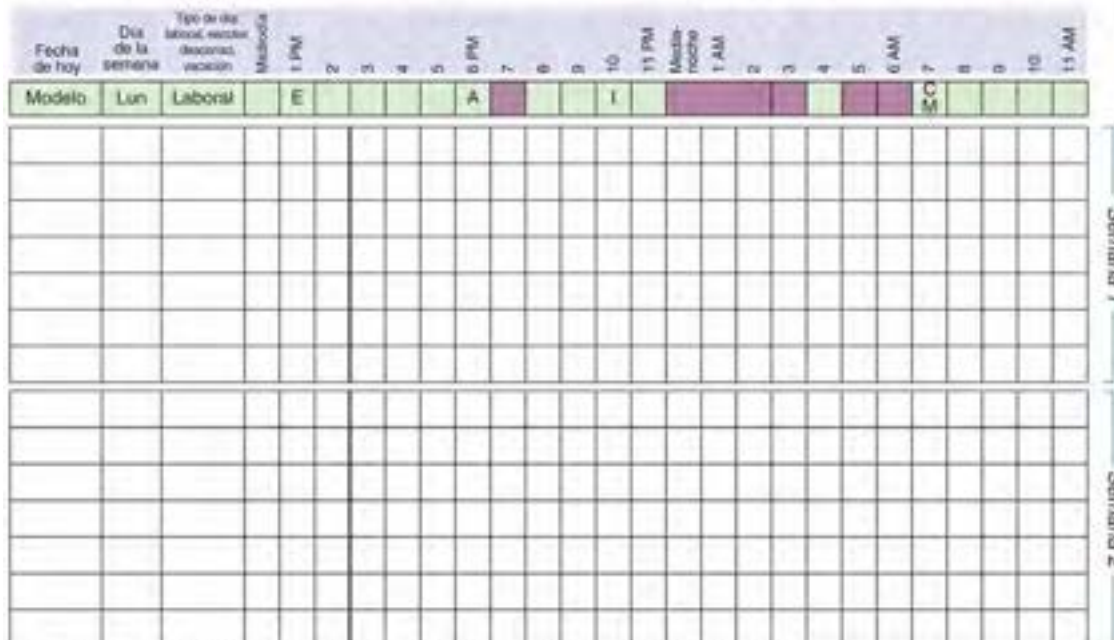 Fecha de hoy
Día de la semana
Tipo de día: laboral, escolar, descanso, vacación
Mediodía
1 PM
2
3
4
5
6 PM
7
8
9
10
11 PM
Media-noche
1 AM
2
3
4
5
6 AM
7
8
9
10
11 AM
Modelo Lun Laboral E A I C M
Semana 1
Semana 2